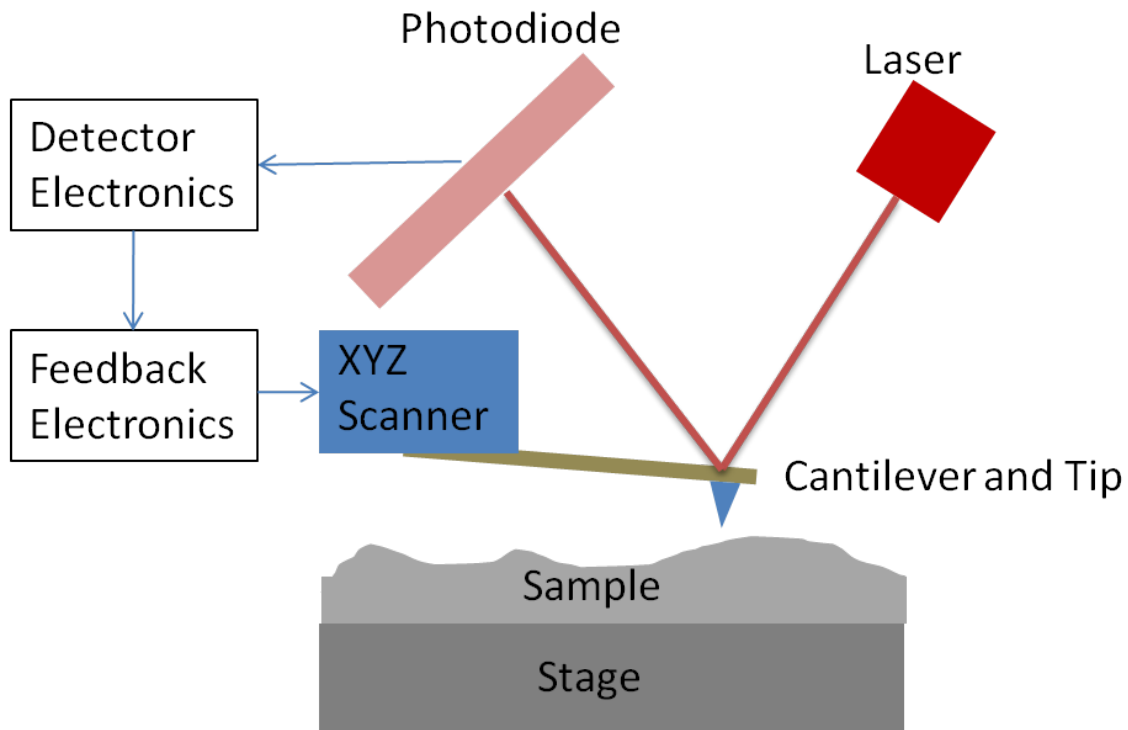 Photodiode
Laser
Detector
Electronics
XYZ
Scanner
Feedback
Electronics
Cantilever and Tip
Sample
Stage